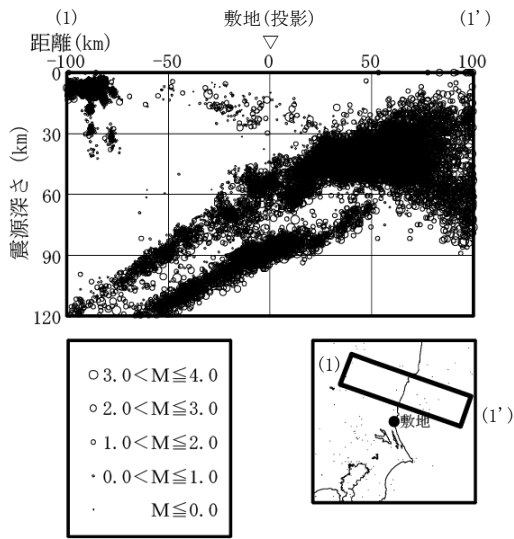 (1) 敷地(投影) (1')
距離(km) ▽
-100 -50 0 50 100
0
30
60
90
120
震源深さ (km)
○3.0<M≦4.0
○2.0<M≦3.0
○1.0<M≦2.0
∘0.0<M≦1.0
· M≦0.0
(1)
敷地
(1')